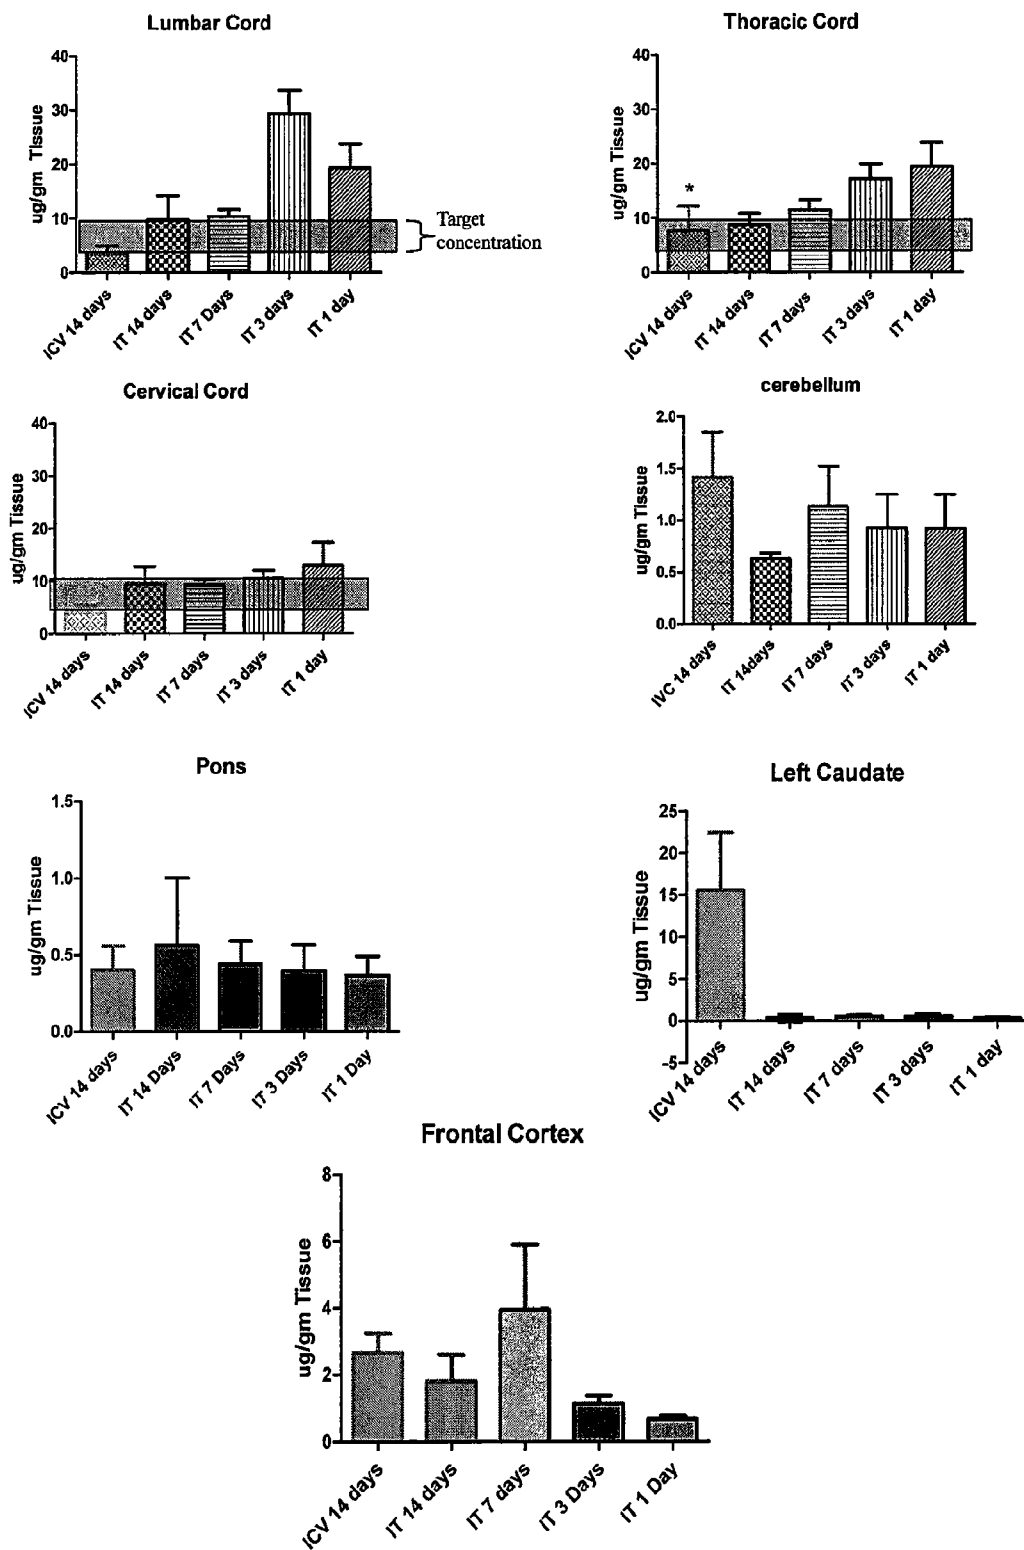 Lumbar Cord
40
30
20
10
0
ug/gm Tissue
Target
concentration
ICV 14 days
IT 14 days
IT 7 Days
IT 3 days
IT 1 day
Thoracic Cord
40
30
20
10
0
ug/gm Tissue
*
ICV 14 days
IT 14 days
IT 7 days
IT 3 days
IT 1 day
Cervical Cord
40
30
20
10
0
ug/gm Tissue
ICV 14 days
IT 14 days
IT 7 days
IT 3 days
IT 1 day
cerebellum
2.0
1.5
1.0
0.5
0.0
ug/gm Tissue
IVC 14 days
IT 14days
IT 7 days
IT 3 days
IT 1 day
Pons
1.5
1.0
0.5
0.0
ug/gm Tissue
ICV 14 days
IT 14 Days
IT 7 Days
IT 3 Days
IT 1 Day
Left Caudate
25
20
15
10
5
0
-5
ug/gm Tissue
ICV 14 days
IT 14 days
IT 7 days
IT 3 days
IT 1 day
Frontal Cortex
8
6
4
2
0
ug/gm Tissue
ICV 14 days
IT 14 days
IT 7 days
IT 3 Days
IT 1 Day